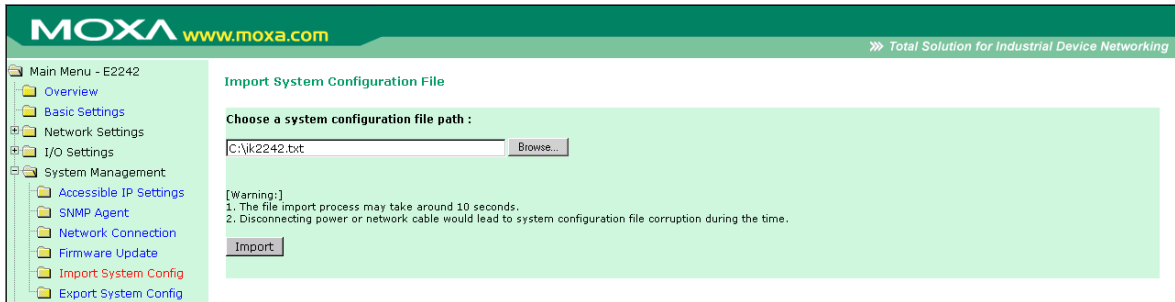 MOXA www.moxa.com
Total Solution for Industrial Device Networking
Main Menu - E2242
Overview
Basic Settings
Network Settings
I/O Settings
System Management
Accessible IP Settings
SNMP Agent
Network Connection
Firmware Update
Import System Config
Export System Config
Import System Configuration File
Choose a system configuration file path :
C:\ik2242.txt Browse...
[Warning:]
1. The file import process may take around 10 seconds.
2. Disconnecting power or network cable would lead to system configuration file corruption during the time.
Import